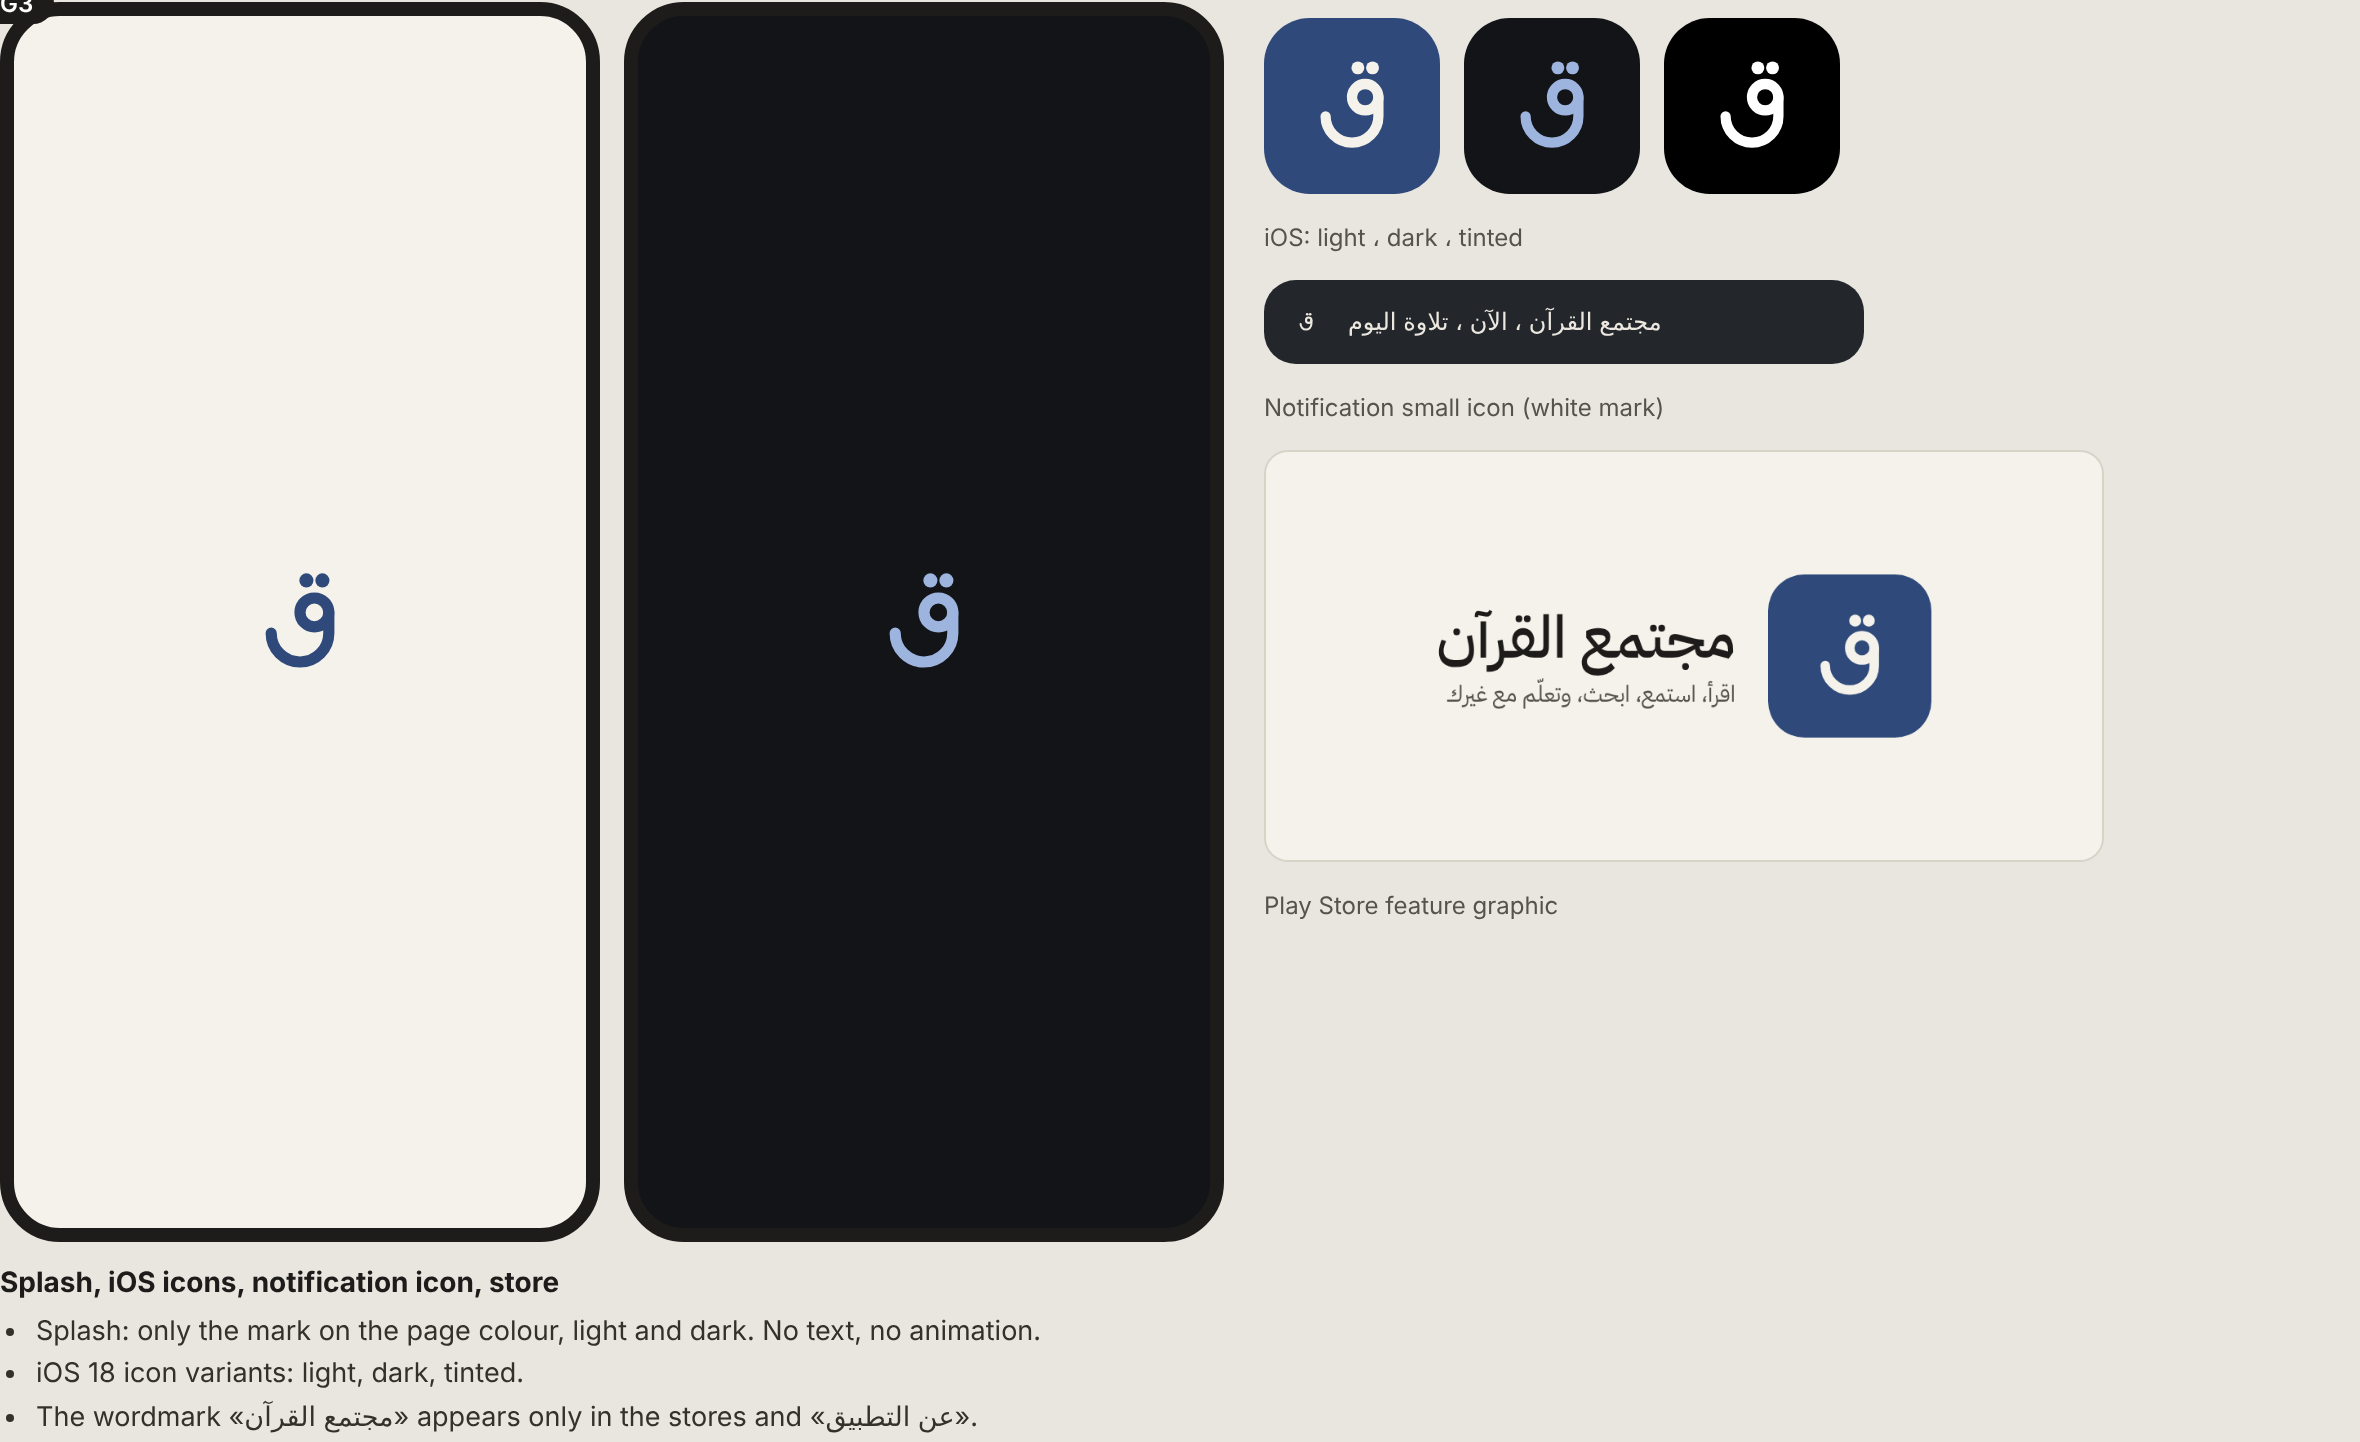 G3
ق
ق
ق ق ق
iOS: light ، dark ، tinted
ق مجتمع القرآن ، الآن ، تلاوة اليوم
Notification small icon (white mark)
ق
مجتمع القرآن
اقرأ، استمع، ابحث، وتعلّم مع غيرك
Play Store feature graphic
Splash, iOS icons, notification icon, store
• Splash: only the mark on the page colour, light and dark. No text, no animation.
• iOS 18 icon variants: light, dark, tinted.
• The wordmark «مجتمع القرآن» appears only in the stores and «عن التطبيق».